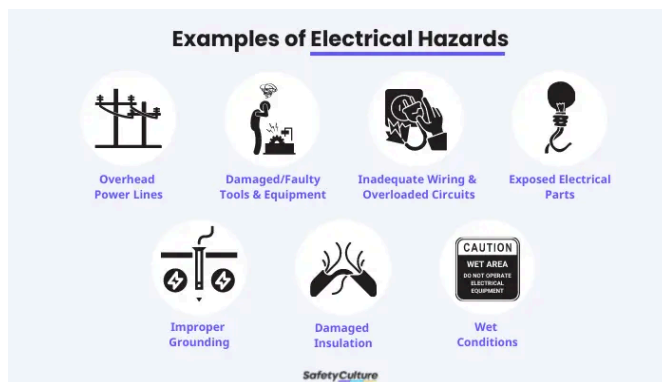 Examples of Electrical Hazards
Overhead
Power Lines
Damaged/Faulty
Tools & Equipment
Inadequate Wiring &
Overloaded Circuits
Exposed Electrical
Parts
Improper
Grounding
Damaged
Insulation
CAUTION
WET AREA
DO NOT OPERATE
ELECTRICAL
EQUIPMENT
Wet
Conditions
SafetyCulture